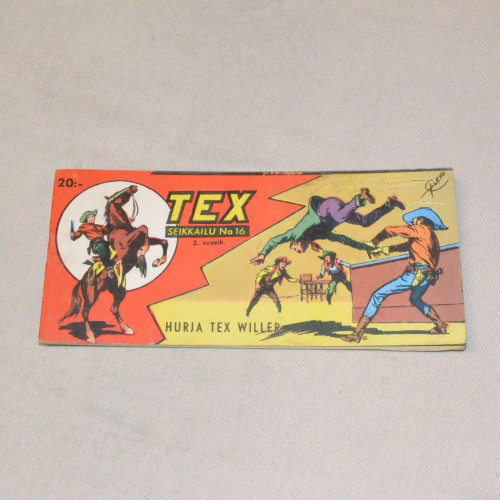 20:-
TEX
SEIKKAILU No 16
2. vuosik.
HURJA TEX WILLER